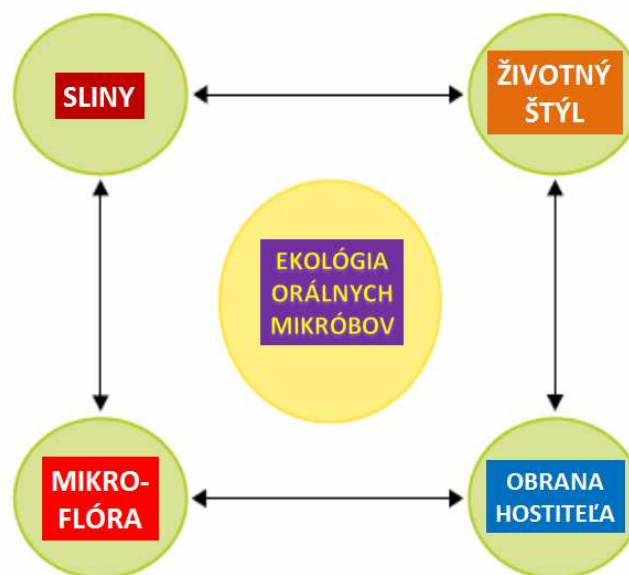 SLINY
ŽIVOTNÝ
ŠTÝL
EKOLÓGIA
ORÁLNYCH
MIKRÓBOV
MIKRO-
FLÓRA
OBRANA
HOSTITEĽA